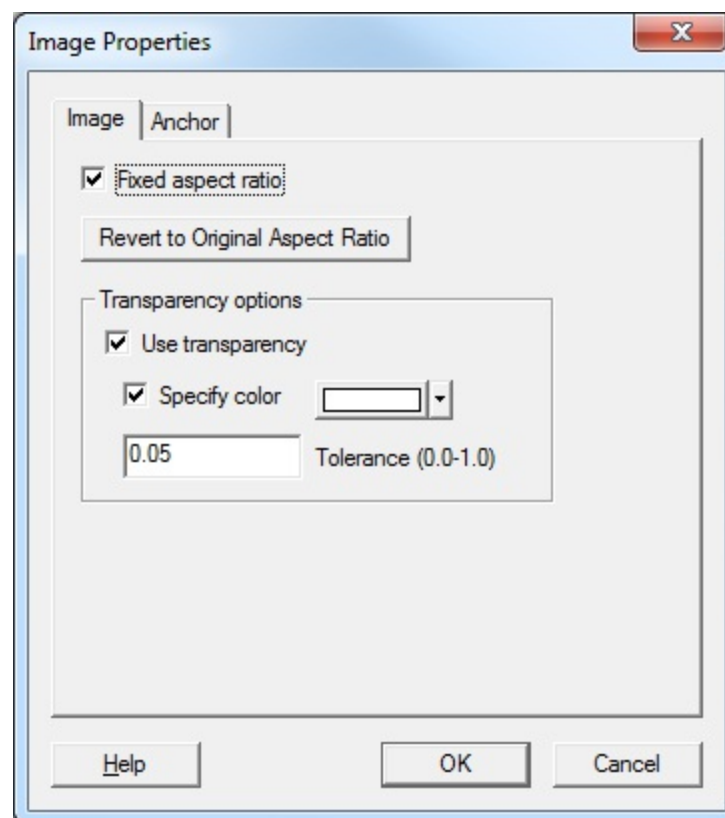 Image Properties
Image Anchor
Fixed aspect ratio
Revert to Original Aspect Ratio
Transparency options
Use transparency
Specify color
0.05 Tolerance (0.0-1.0)
Help OK Cancel